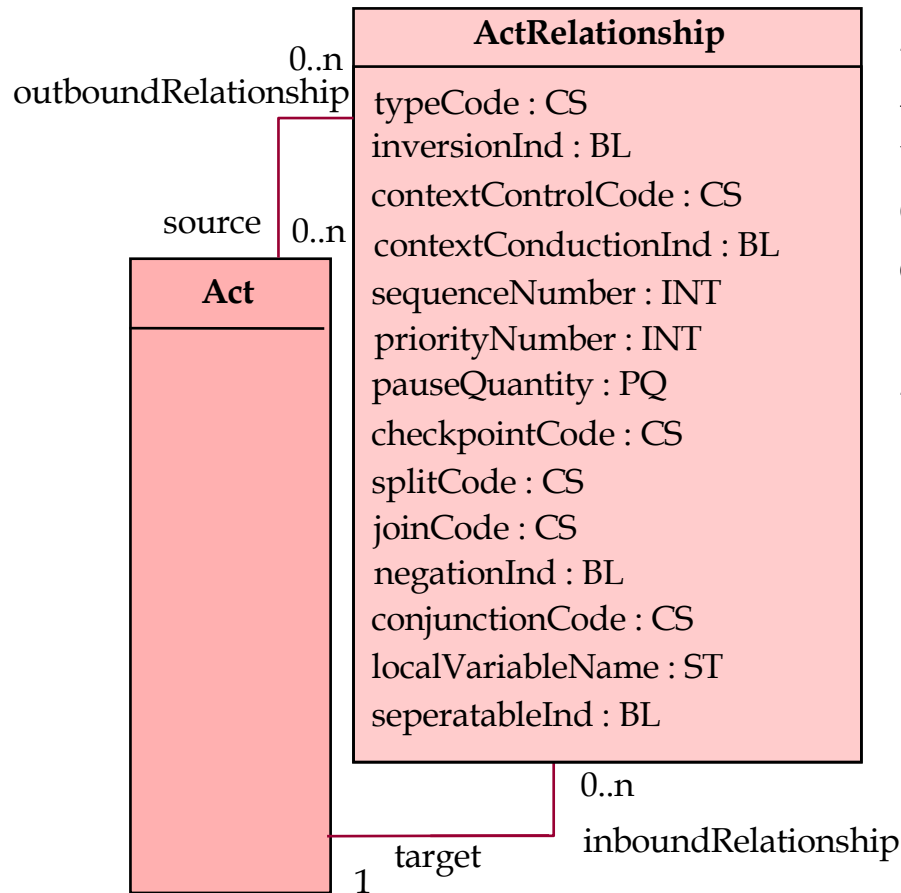 ActRelationship
0..n
outboundRelationship
typeCode : CS
inversionInd : BL
contextControlCode : CS
source 0..n
contextConductionInd : BL
Act
sequenceNumber : INT
priorityNumber : INT
pauseQuantity : PQ
checkpointCode : CS
splitCode : CS
joinCode : CS
negationInd : BL
conjunctionCode : CS
localVariableName : ST
seperatableInd : BL
0..n
inboundRelationship
target
1